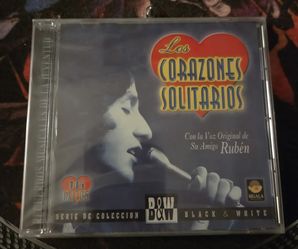 Los
CORAZONES
SOLITARIOS
Con la Voz Original de
Su Amigo Rubén
SERIE DE COLECCION
B&W
BLACK & WHITE